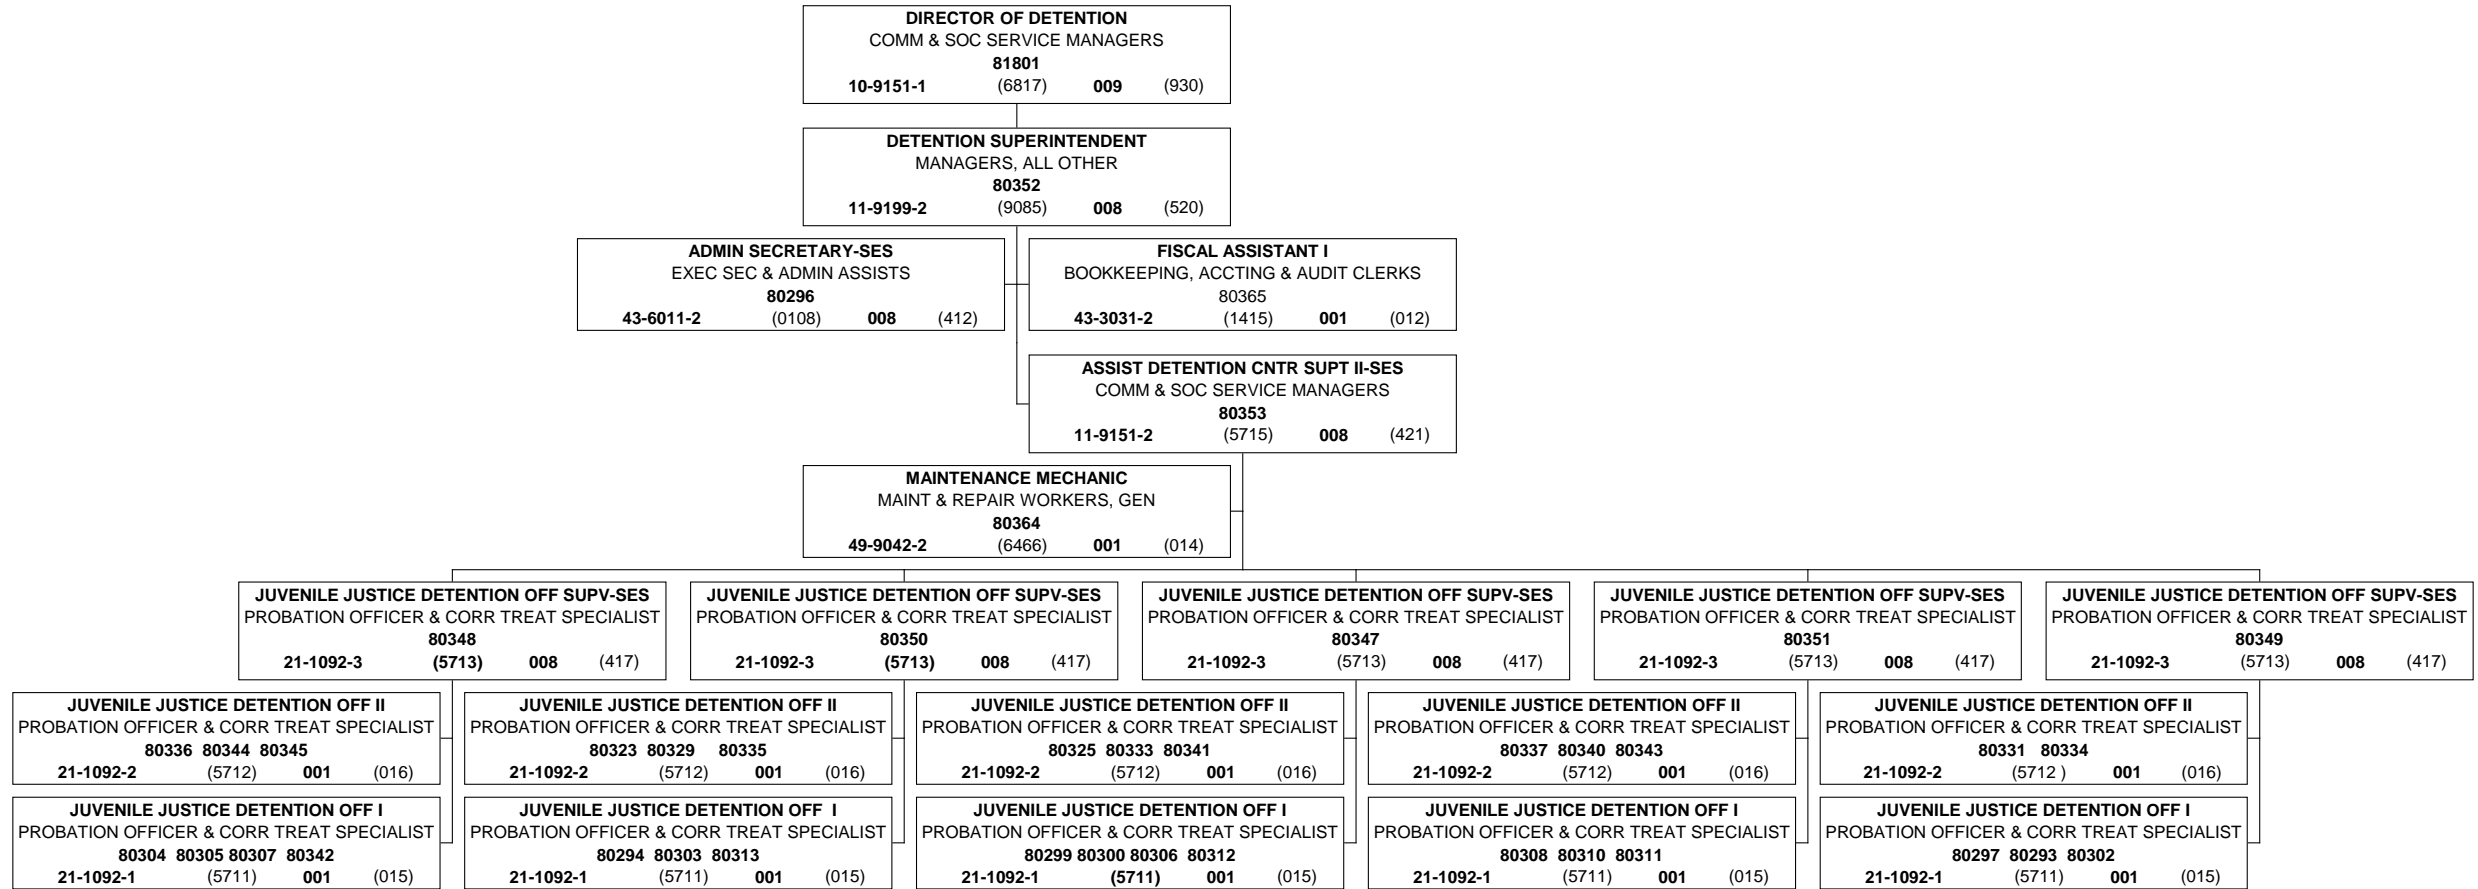 DIRECTOR OF DETENTION
COMM & SOC SERVICE MANAGERS
81801
10-9151-1 (6817) 009 (930)
DETENTION SUPERINTENDENT
MANAGERS, ALL OTHER
80352
11-9199-2 (9085) 008 (520)
ADMIN SECRETARY-SES
EXEC SEC & ADMIN ASSISTS
80296
43-6011-2 (0108) 008 (412)
FISCAL ASSISTANT I
BOOKKEEPING, ACCTING & AUDIT CLERKS
80365
43-3031-2 (1415) 001 (012)
ASSIST DETENTION CNTR SUPT II-SES
COMM & SOC SERVICE MANAGERS
80353
11-9151-2 (5715) 008 (421)
MAINTENANCE MECHANIC
MAINT & REPAIR WORKERS, GEN
80364
49-9042-2 (6466) 001 (014)
JUVENILE JUSTICE DETENTION OFF SUPV-SES
PROBATION OFFICER & CORR TREAT SPECIALIST
80348
21-1092-3 (5713) 008 (417)
JUVENILE JUSTICE DETENTION OFF SUPV-SES
PROBATION OFFICER & CORR TREAT SPECIALIST
80350
21-1092-3 (5713) 008 (417)
JUVENILE JUSTICE DETENTION OFF SUPV-SES
PROBATION OFFICER & CORR TREAT SPECIALIST
80347
21-1092-3 (5713) 008 (417)
JUVENILE JUSTICE DETENTION OFF SUPV-SES
PROBATION OFFICER & CORR TREAT SPECIALIST
80351
21-1092-3 (5713) 008 (417)
JUVENILE JUSTICE DETENTION OFF SUPV-SES
PROBATION OFFICER & CORR TREAT SPECIALIST
80349
21-1092-3 (5713) 008 (417)
JUVENILE JUSTICE DETENTION OFF II
PROBATION OFFICER & CORR TREAT SPECIALIST
80336 80344 80345
21-1092-2 (5712) 001 (016)
JUVENILE JUSTICE DETENTION OFF II
PROBATION OFFICER & CORR TREAT SPECIALIST
80323 80329 80335
21-1092-2 (5712) 001 (016)
JUVENILE JUSTICE DETENTION OFF II
PROBATION OFFICER & CORR TREAT SPECIALIST
80325 80333 80341
21-1092-2 (5712) 001 (016)
JUVENILE JUSTICE DETENTION OFF II
PROBATION OFFICER & CORR TREAT SPECIALIST
80337 80340 80343
21-1092-2 (5712) 001 (016)
JUVENILE JUSTICE DETENTION OFF II
PROBATION OFFICER & CORR TREAT SPECIALIST
80331 80334
21-1092-2 (5712 ) 001 (016)
JUVENILE JUSTICE DETENTION OFF I
PROBATION OFFICER & CORR TREAT SPECIALIST
80304 80305 80307 80342
21-1092-1 (5711) 001 (015)
JUVENILE JUSTICE DETENTION OFF I
PROBATION OFFICER & CORR TREAT SPECIALIST
80294 80303 80313
21-1092-1 (5711) 001 (015)
JUVENILE JUSTICE DETENTION OFF I
PROBATION OFFICER & CORR TREAT SPECIALIST
80299 80300 80306 80312
21-1092-1 (5711) 001 (015)
JUVENILE JUSTICE DETENTION OFF I
PROBATION OFFICER & CORR TREAT SPECIALIST
80308 80310 80311
21-1092-1 (5711) 001 (015)
JUVENILE JUSTICE DETENTION OFF I
PROBATION OFFICER & CORR TREAT SPECIALIST
80297 80293 80302
21-1092-1 (5711) 001 (015)